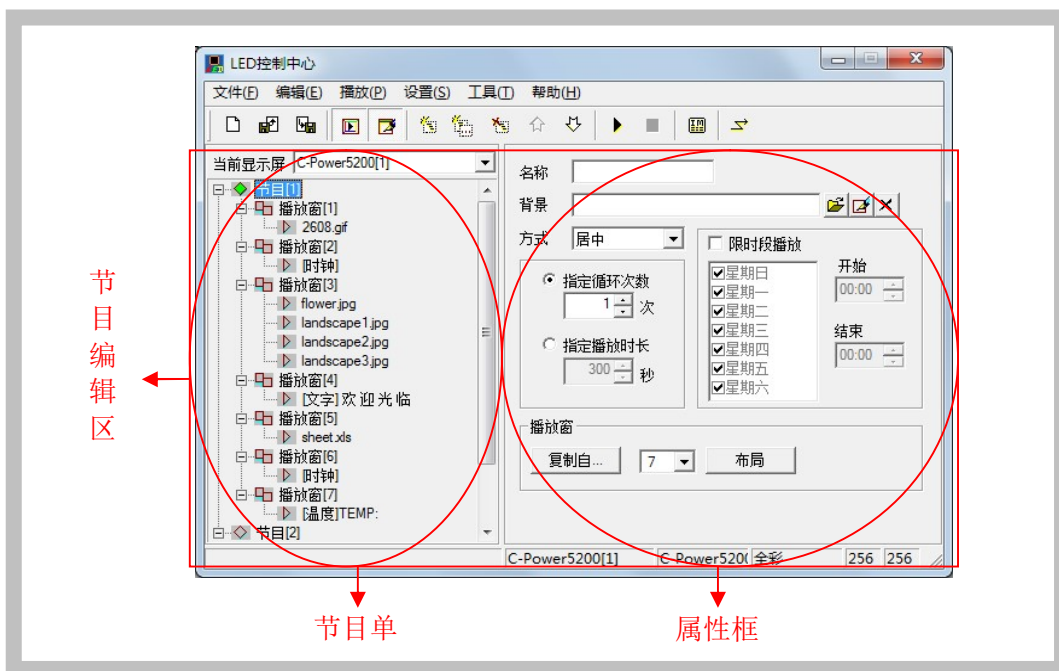 LED控制中心
文件(F) 编辑(E) 播放(P) 设置(S) 工具(T) 帮助(H)
当前显示屏 C-Power5200[1]
节目[1]
播放窗[1]
2608.gif
播放窗[2]
[时钟]
播放窗[3]
flower.jpg
landscape1.jpg
landscape2.jpg
landscape3.jpg
播放窗[4]
[文字]欢迎光临
播放窗[5]
sheet.xls
播放窗[6]
[时钟]
播放窗[7]
[温度]TEMP:
节目[2]
名称
背景
方式 居中
指定循环次数
1 次
指定播放时长
300 秒
限时段播放
星期日
星期一
星期二
星期三
星期四
星期五
星期六
开始
00:00
结束
00:00
播放窗
复制自... 7 布局
C-Power5200[1] C-Power520( 全彩 256 256
节目编辑区
节目单
属性框